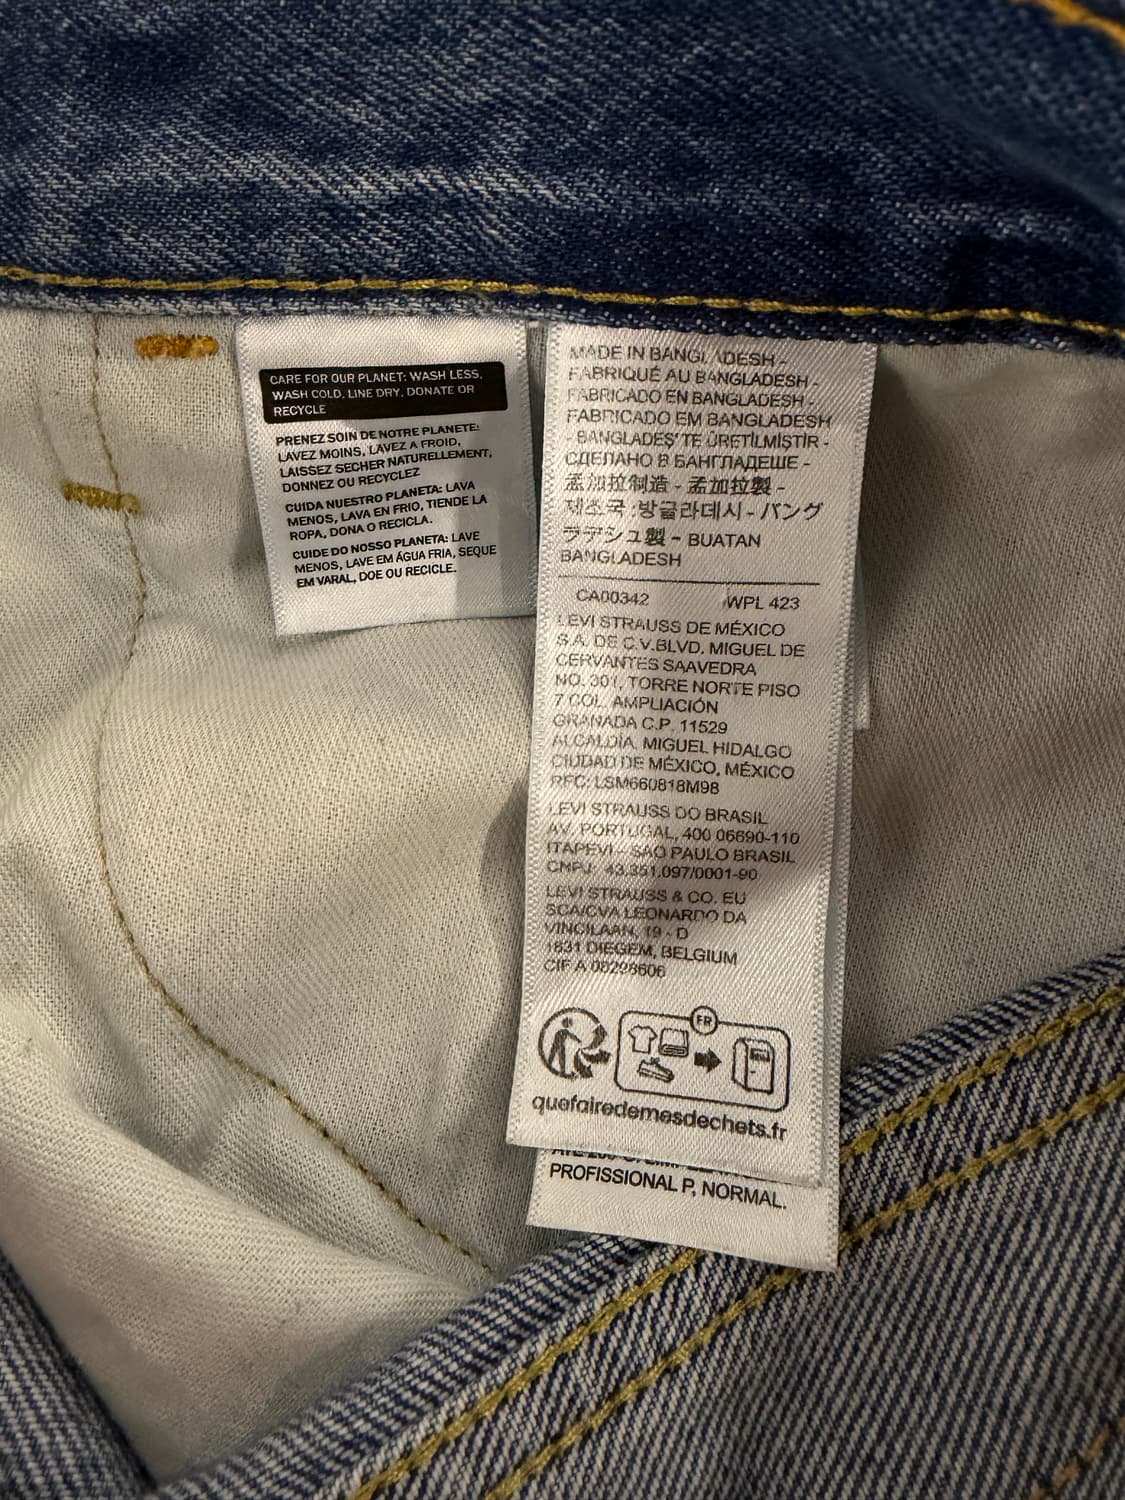 CARE FOR OUR PLANET: WASH LESS,
WASH COLD, LINE DRY, DONATE OR
RECYCLE
PRENEZ SOIN DE NOTRE PLANETE:
LAVEZ MOINS, LAVEZ A FROID,
LAISSEZ SECHER NATURELLEMENT,
DONNEZ OU RECYCLEZ
CUIDA NUESTRO PLANETA: LAVA
MENOS, LAVA EN FRIO, TIENDE LA
ROPA, DONA O RECICLA.
CUIDE DO NOSSO PLANETA: LAVE
MENOS, LAVE EM ÁGUA FRIA, SEQUE
EM VARAL, DOE OU RECICLE.
MADE IN BANGLADESH -
FABRIQUÉ AU BANGLADESH -
FABRICADO EN BANGLADESH -
FABRICADO EM BANGLADESH
- BANGLADEŞ'TE ÜRETİLMİŞTİR -
СДЕЛАНО В БАНГЛАДЕШЕ -
孟加拉制造 - 孟加拉製 -
제조국 :방글라데시 - バング
ラデシュ製 - BUATAN
BANGLADESH
CA00342 WPL 423
LEVI STRAUSS DE MÉXICO
S.A. DE C.V.BLVD. MIGUEL DE
CERVANTES SAAVEDRA
NO. 301, TORRE NORTE PISO
7 COL. AMPLIACIÓN
GRANADA C.P. 11529
ALCALDÍA. MIGUEL HIDALGO
CIUDAD DE MÉXICO, MÉXICO
RFC: LSM660818M98
LEVI STRAUSS DO BRASIL
AV. PORTUGAL, 400 06690-110
ITAPEVI - SAO PAULO BRASIL
CNPJ: 43.351.097/0001-90
LEVI STRAUSS & CO. EU
SCA/CVA LEONARDO DA
VINCILAAN, 19 - D
1831 DIEGEM, BELGIUM
CIF A 08298606
FR
quefairedemesdechets.fr
PROFISSIONAL P, NORMAL.